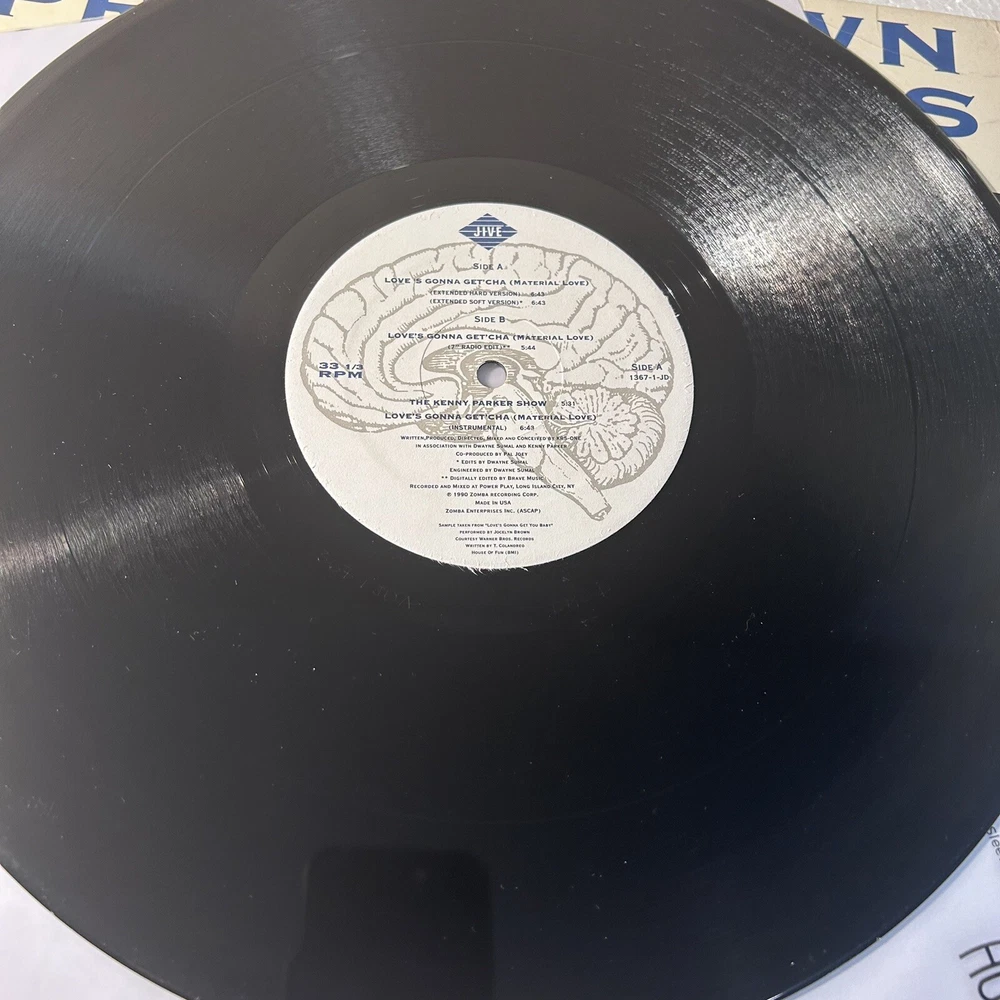 VN
S
JIVE
SIDE A
LOVE'S GONNA GET'CHA (MATERIAL LOVE)
(EXTENDED HARD VERSION) 6:43
(EXTENDED SOFT VERSION)* 6:43
SIDE B
LOVE'S GONNA GET'CHA (MATERIAL LOVE)
(7" RADIO EDIT)** 5:44
33 1/3
RPM
SIDE A
1367-1-JD
THE KENNY PARKER SHOW 5:31
LOVE'S GONNA GET'CHA (MATERIAL LOVE)
(INSTRUMENTAL) 6:43
WRITTEN, PRODUCED, DIRECTED, MIXED AND CONCEIVED BY KRS-ONE
IN ASSOCIATION WITH DWAYNE SUMAL AND KENNY PARKER
CO-PRODUCED BY PAL JOEY
* EDITS BY DWAYNE SUMAL
ENGINEERED BY DWAYNE SUMAL
** DIGITALLY EDITED BY BRAVE MUSIC
RECORDED AND MIXED AT POWER PLAY, LONG ISLAND CITY, NY
℗ 1990 ZOMBA RECORDING CORP.
MADE IN USA
ZOMBA ENTERPRISES INC. (ASCAP)
SAMPLE TAKEN FROM "LOVE'S GONNA GET YOU BABY"
PERFORMED BY JOCELYN BROWN
COURTESY WARNER BROS. RECORDS
WRITTEN BY T. COLANDREO
HOUSE OF FUN (BMI)